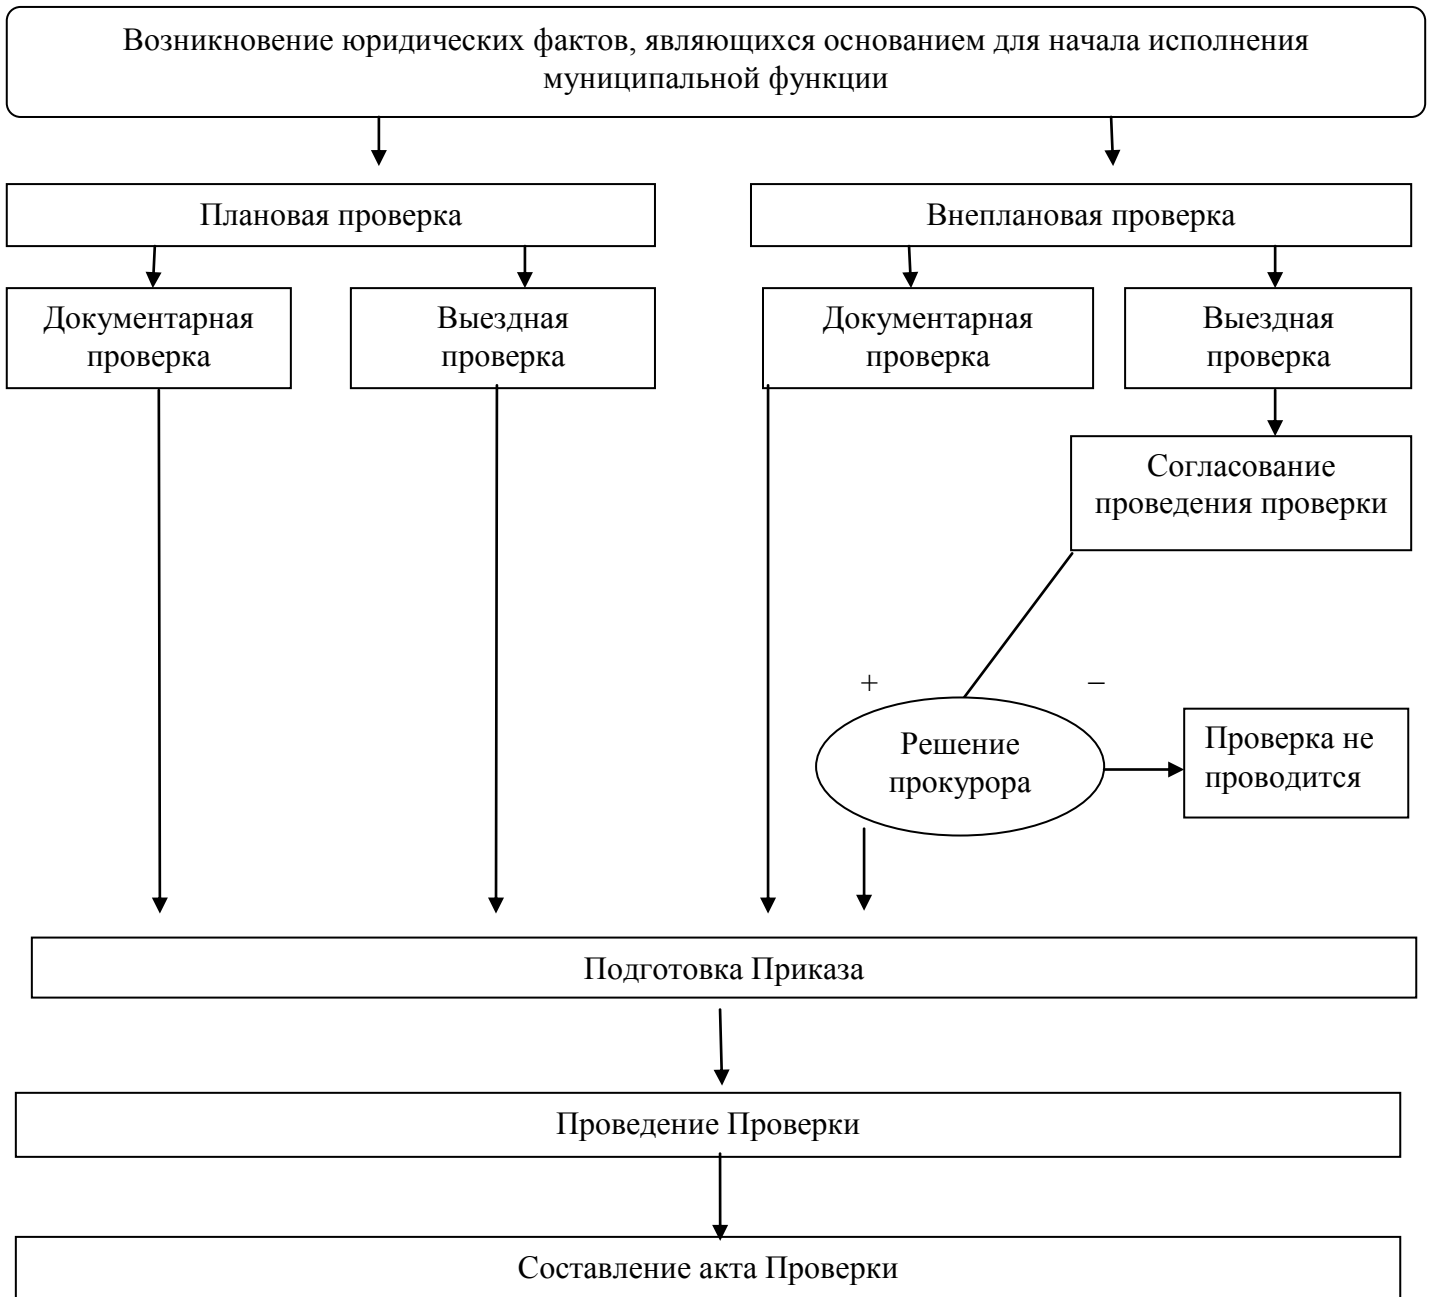 Возникновение юридических фактов, являющихся основанием для начала исполнения
муниципальной функции
Плановая проверка
Внеплановая проверка
Документарная
проверка
Выездная
проверка
Документарная
проверка
Выездная
проверка
Согласование
проведения проверки
+
−
Решение
прокурора
Проверка не
проводится
Подготовка Приказа
Проведение Проверки
Составление акта Проверки